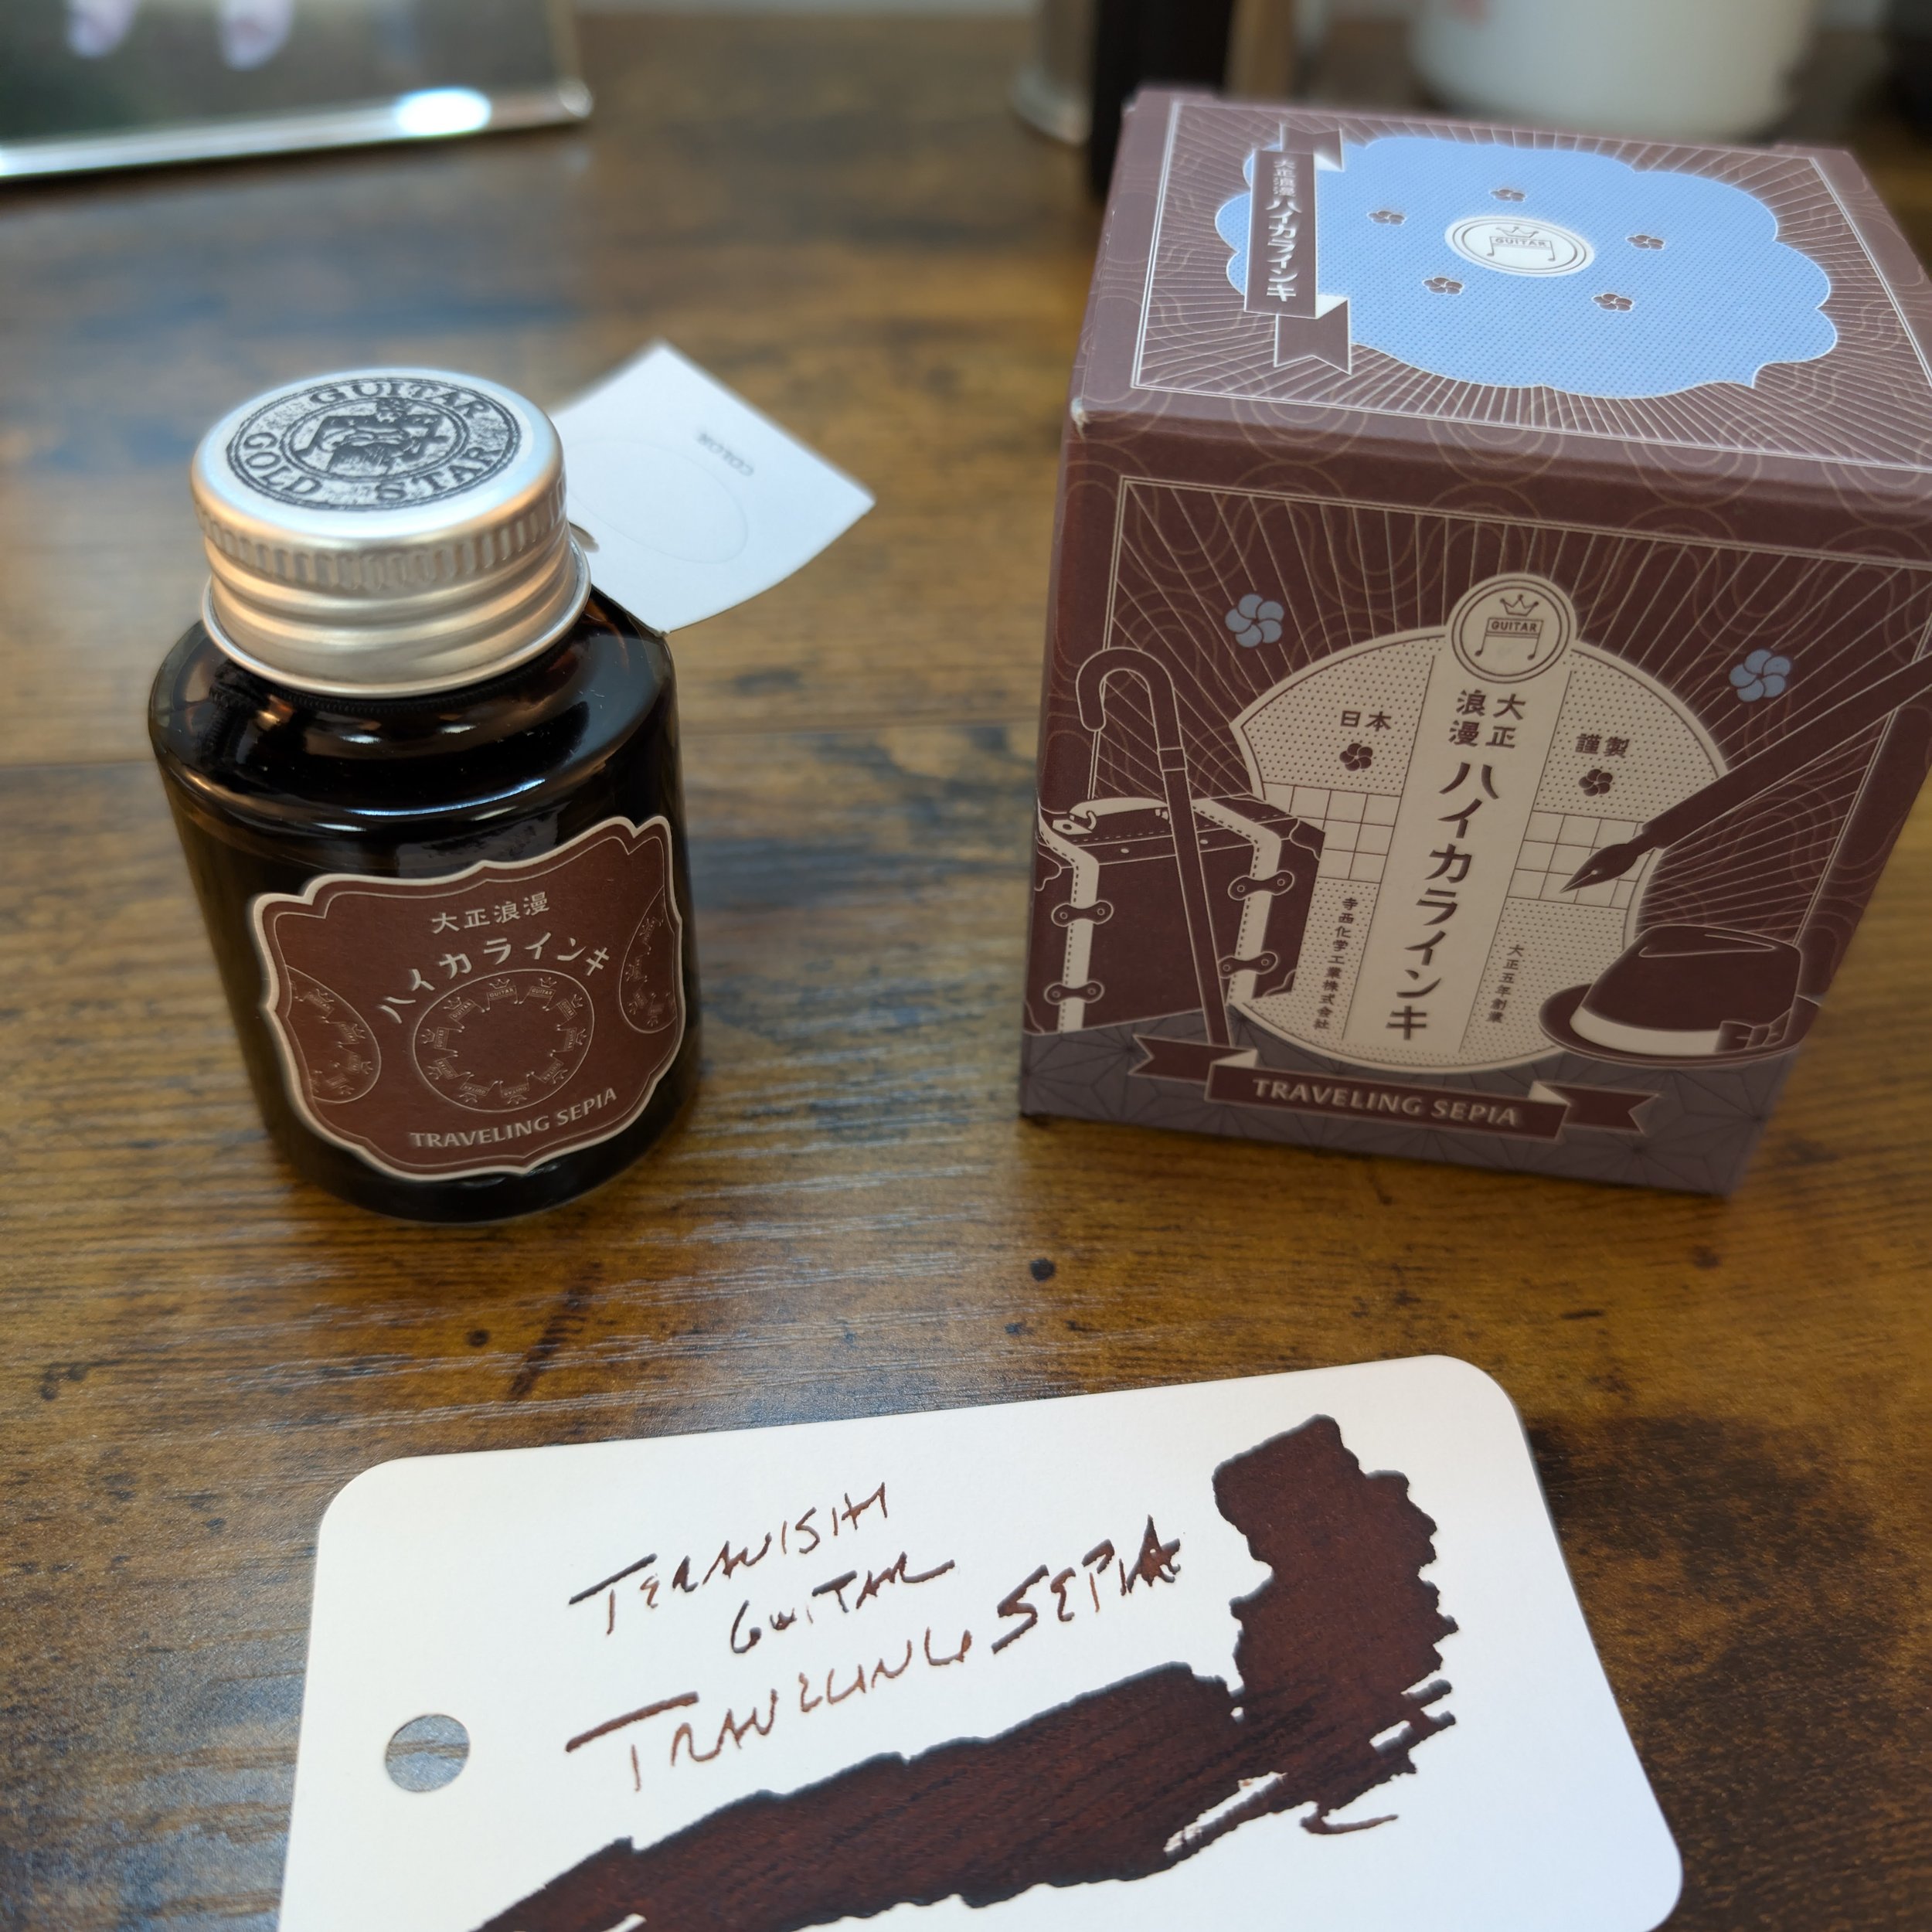 GUITAR
GOLD STAR
COLOR
大正浪漫
ハイカラインキ
TRAVELING SEPIA
大正浪漫ハイカラインキ
GUITAR
GUITAR
日本
謹製
大正浪漫
ハイカラインキ
寺西化学工業株式会社
大正五年創業
TRAVELING SEPIA
TERANISHI
GUITAR
TRAVELING SEPIA